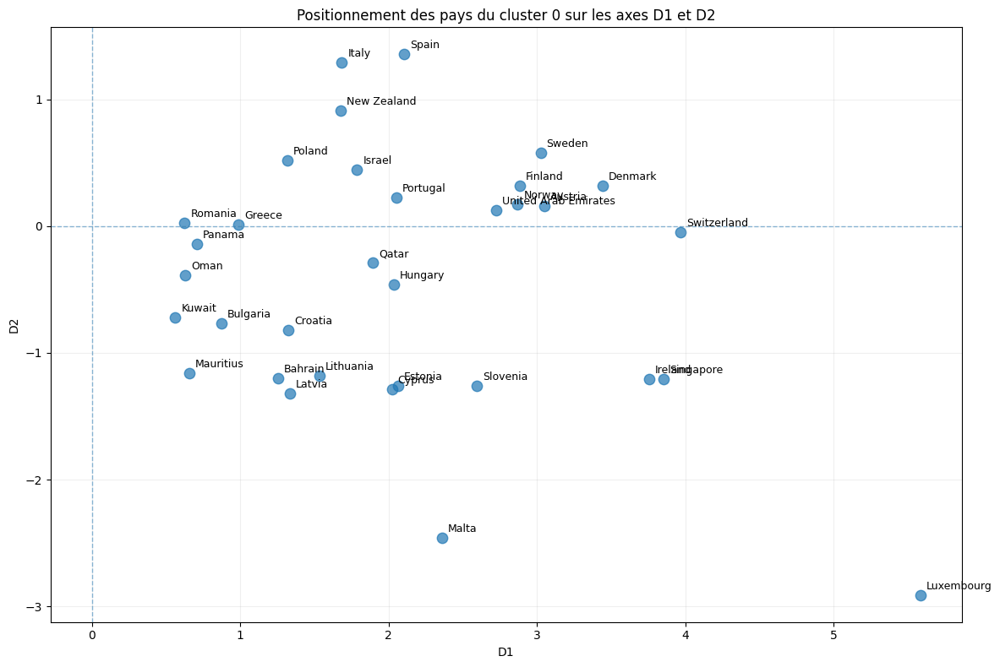 Positionnement des pays du cluster 0 sur les axes D1 et D2
Spain
Italy
New Zealand
1
Poland
Sweden
Israel
Finland
Denmark
Portugal
Norway
Austria
United Arab Emirates
Romania
Greece
Switzerland
0
Panama
Qatar
Oman
Hungary
Kuwait
Bulgaria
Croatia
D2
−1
Mauritius
Bahrain
Lithuania
Ireland
Singapore
Latvia
Estonia
Cyprus
Slovenia
−2
Malta
Luxembourg
−3
0
1
2
3
4
5
D1